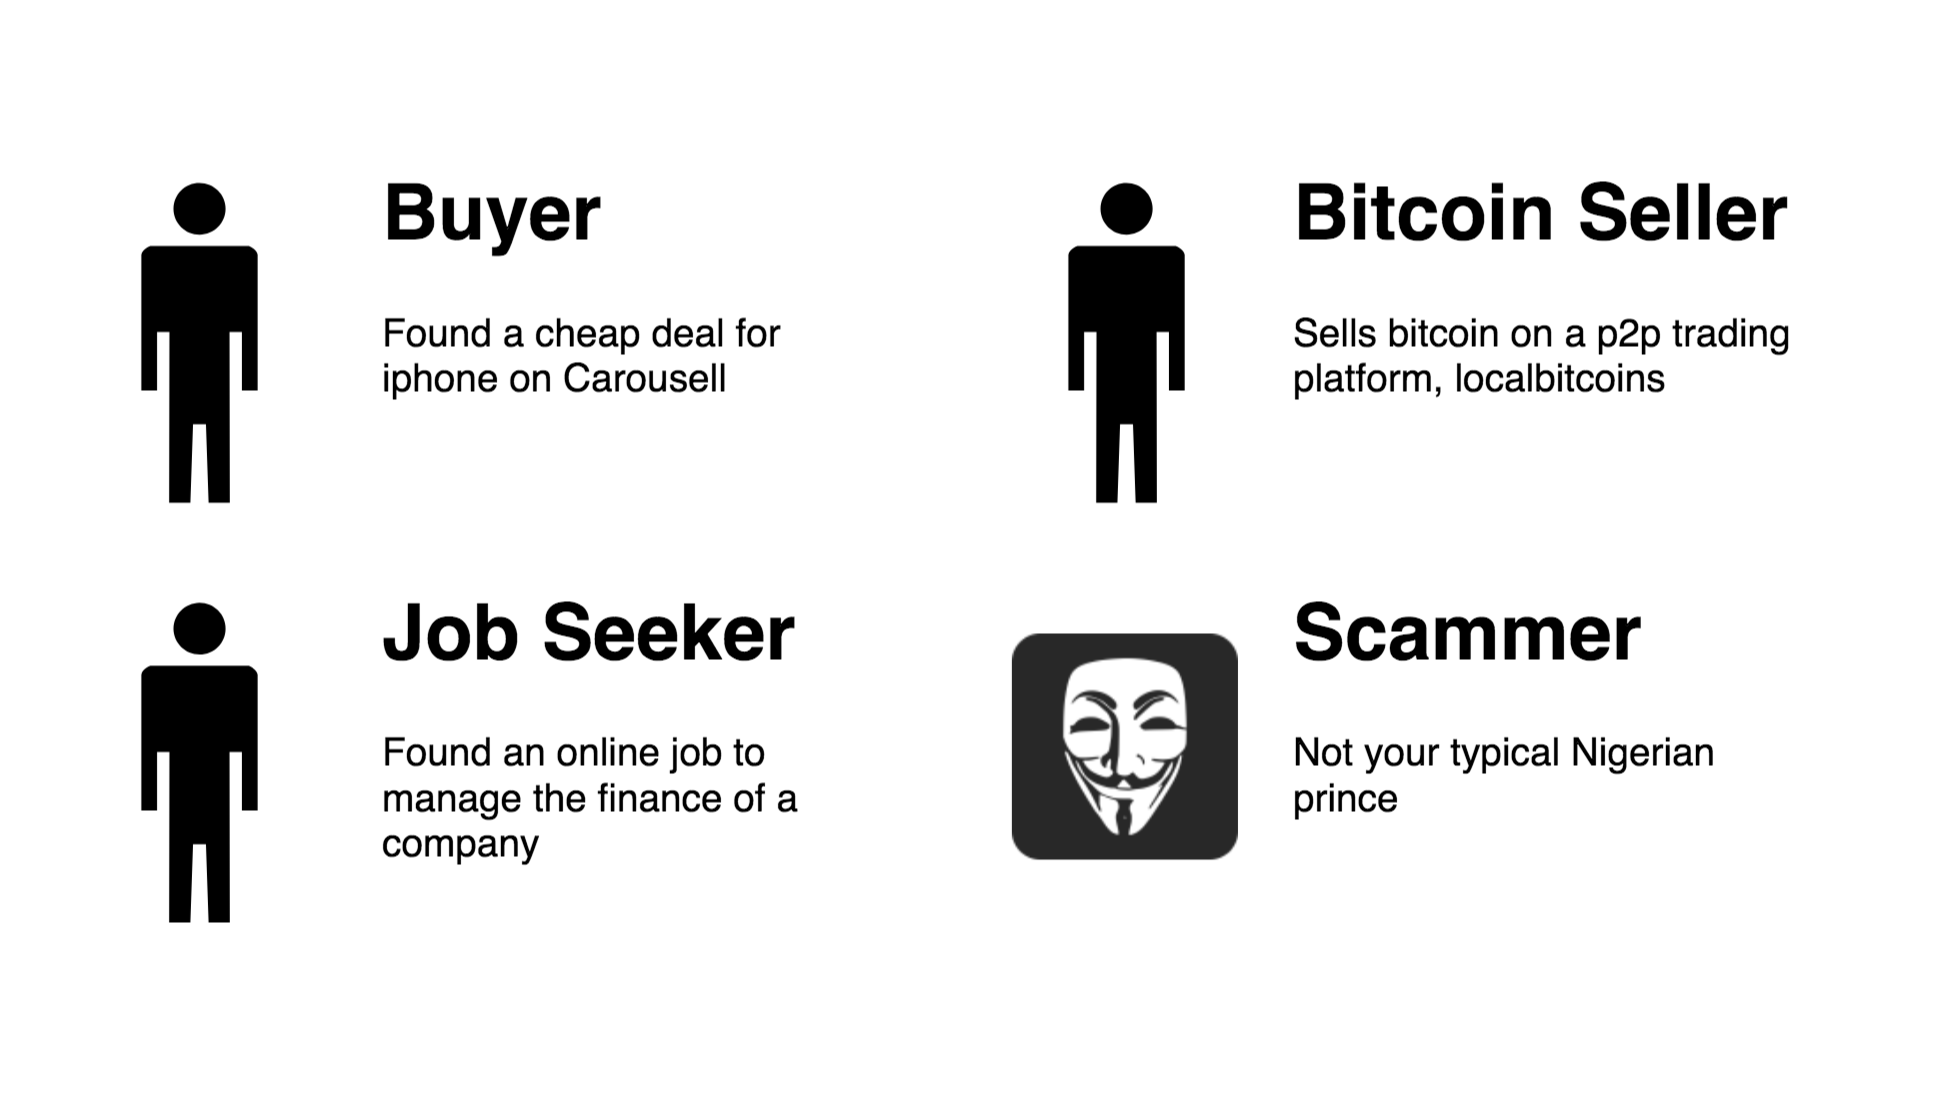 Buyer
Found a cheap deal for
iphone on Carousell
Bitcoin Seller
Sells bitcoin on a p2p trading
platform, localbitcoins
Job Seeker
Found an online job to
manage the finance of a
company
Scammer
Not your typical Nigerian
prince